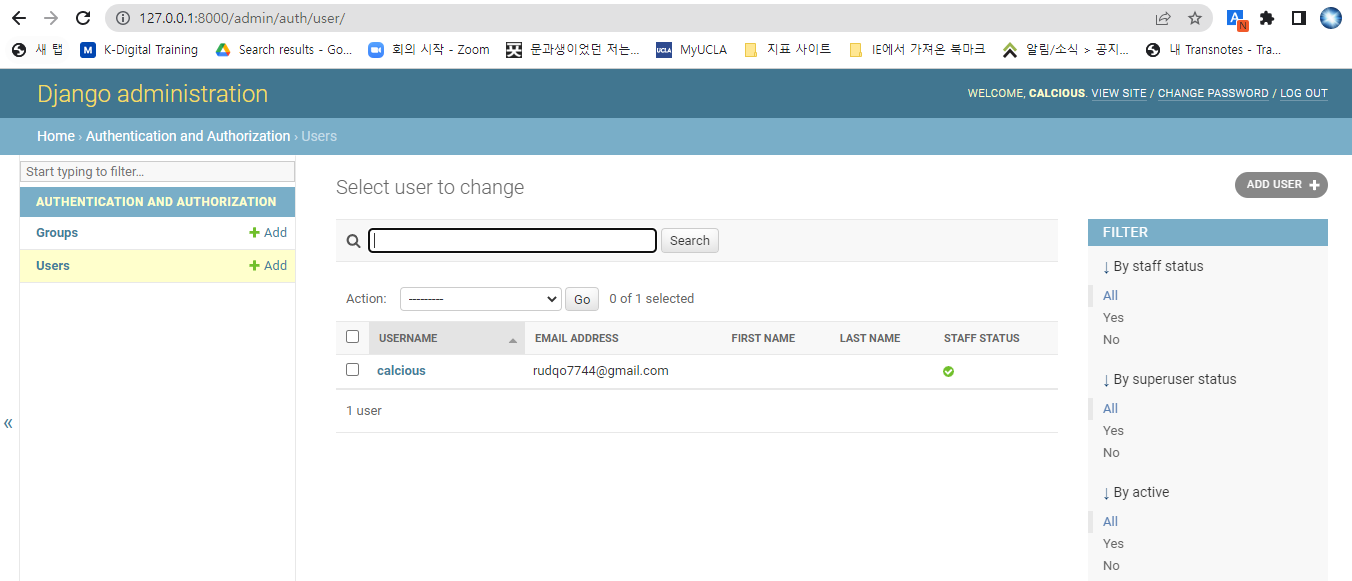 127.0.0.1:8000/admin/auth/user/
새 탭 M K-Digital Training Search results - Go... 회의 시작 - Zoom 문과생이었던 저는... UCLA MyUCLA 지표 사이트 IE에서 가져온 북마크 알림/소식 > 공지... 내 Transnotes - Tra...
Django administration WELCOME, CALCIOUS. VIEW SITE / CHANGE PASSWORD / LOG OUT
Home › Authentication and Authorization › Users
Start typing to filter...
AUTHENTICATION AND AUTHORIZATION
Groups + Add
Users + Add
«
Select user to change
ADD USER +
Search
Action: --------- Go 0 of 1 selected
USERNAME EMAIL ADDRESS FIRST NAME LAST NAME STAFF STATUS
calcious rudqo7744@gmail.com
1 user
FILTER
↓ By staff status
All
Yes
No
↓ By superuser status
All
Yes
No
↓ By active
All
Yes
No